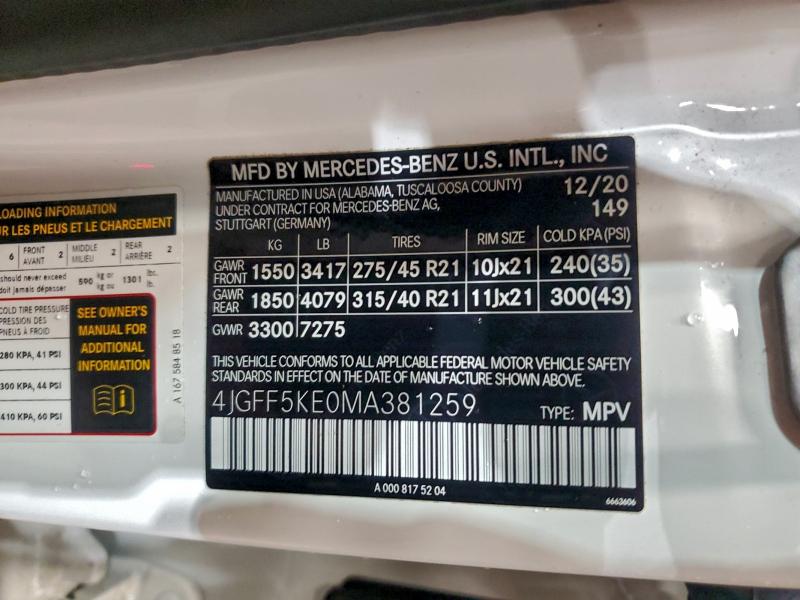 LOADING INFORMATION
UR LES PNEUS ET LE CHARGEMENT
6 FRONT AVANT 2 MIDDLE MILIEU 2 REAR ARRIÈRE 2
should never exceed
doit jamais dépasser
590 kg ou kg 1301 lbs. lb.
COLD TIRE PRESSURE
PRESSION DES
PNEUS À FROID
280 KPA, 41 PSI
300 KPA, 44 PSI
410 KPA, 60 PSI
SEE OWNER'S
MANUAL FOR
ADDITIONAL
INFORMATION
A 167 584 85 18
MFD BY MERCEDES-BENZ U.S. INTL., INC
MANUFACTURED IN USA (ALABAMA, TUSCALOOSA COUNTY) 12/20
UNDER CONTRACT FOR MERCEDES-BENZ AG, 149
STUTTGART (GERMANY)
KG LB TIRES RIM SIZE COLD KPA (PSI)
GAWR FRONT 1550 3417 275/45 R21 10Jx21 240(35)
GAWR REAR 1850 4079 315/40 R21 11Jx21 300(43)
GWR 3300 7275
THIS VEHICLE CONFORMS TO ALL APPLICABLE FEDERAL MOTOR VEHICLE SAFETY
STANDARDS IN EFFECT ON THE DATE OF MANUFACTURE SHOWN ABOVE.
4JGFF5KE0MA381259 TYPE: MPV
A 000 817 52 04
6663606